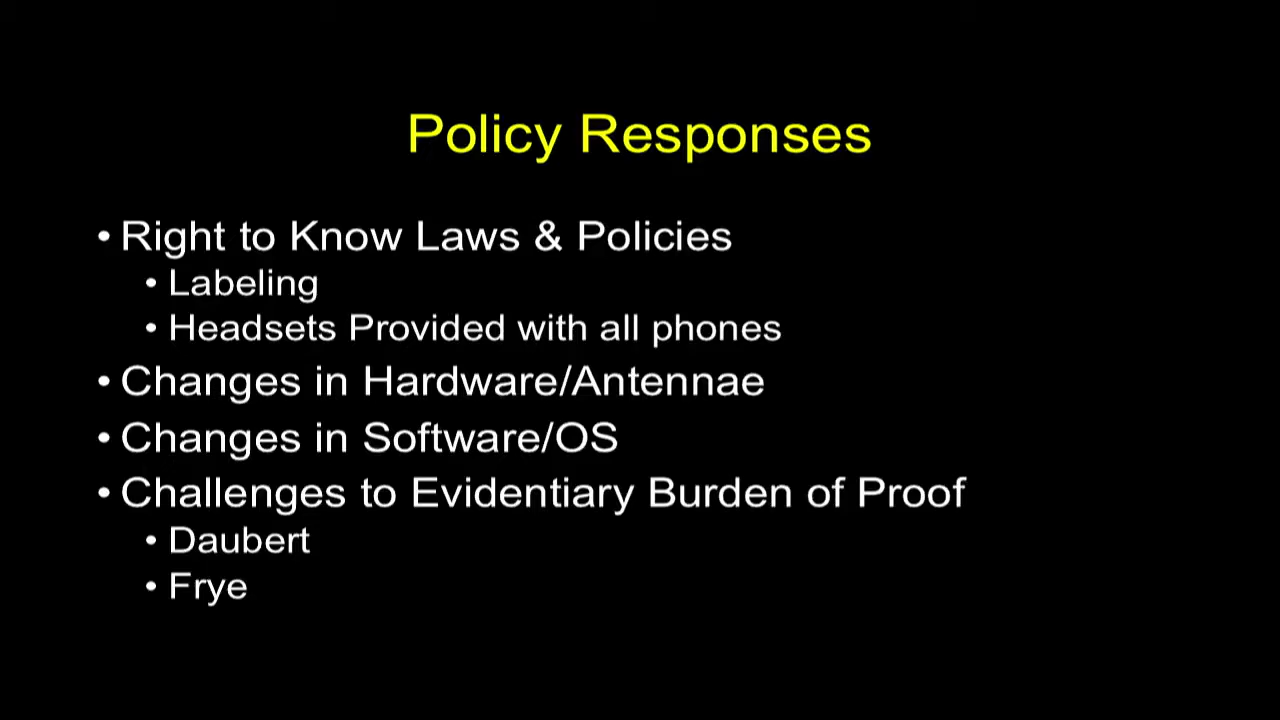 Policy Responses
• Right to Know Laws & Policies
• Labeling
• Headsets Provided with all phones
• Changes in Hardware/Antennae
• Changes in Software/OS
• Challenges to Evidentiary Burden of Proof
• Daubert
• Frye